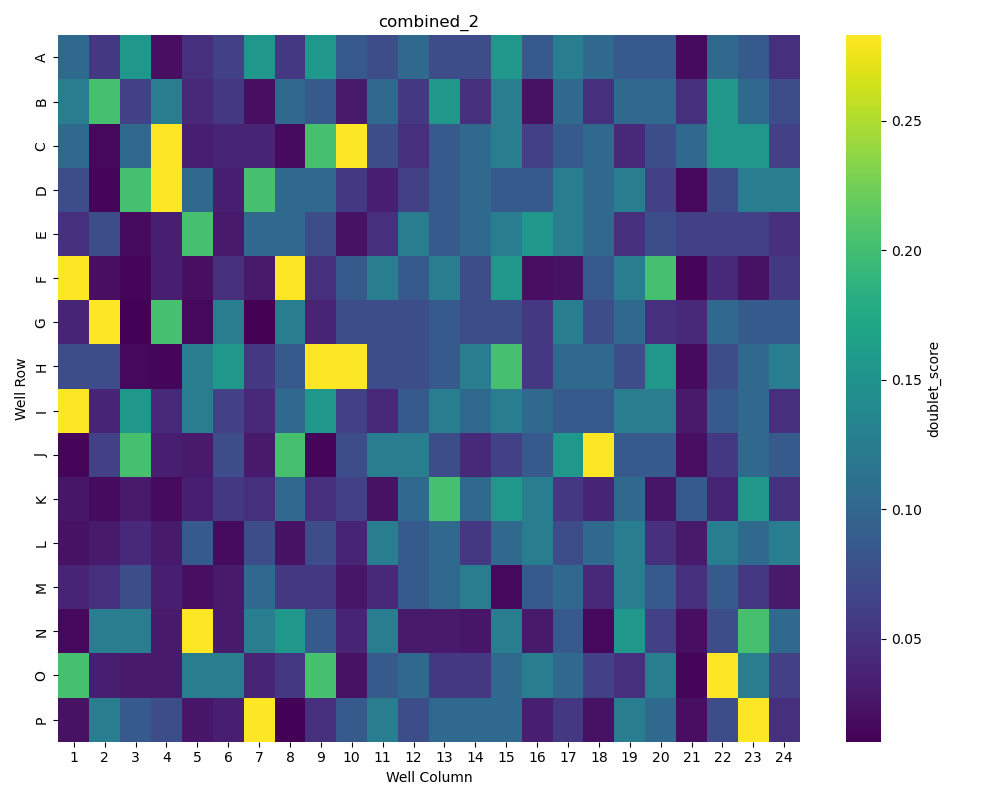 combined_2
Well Row
A
B
C
D
E
F
G
H
I
J
K
L
M
N
O
P
1 2 3 4 5 6 7 8 9 10 11 12 13 14 15 16 17 18 19 20 21 22 23 24
Well Column
0.25
0.20
0.15
0.10
0.05
doublet_score